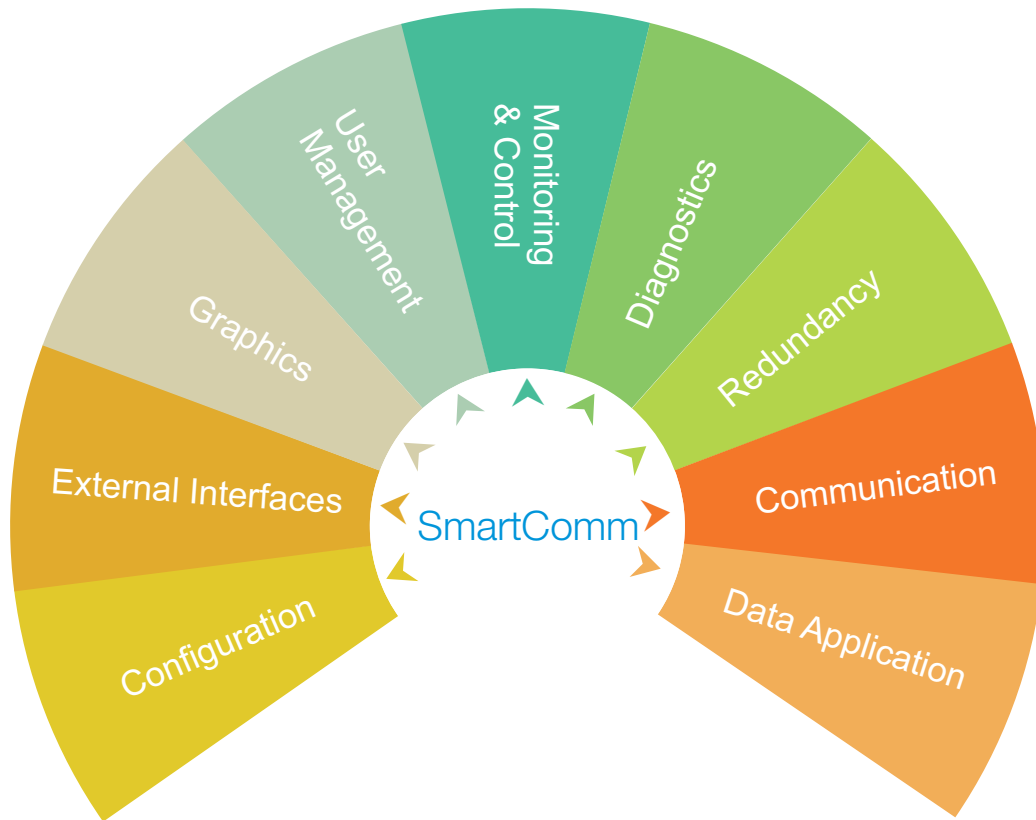 Configuration
External Interfaces
Graphics
User
Management
Monitoring
& Control
Diagnostics
Redundancy
Communication
Data Application
SmartComm